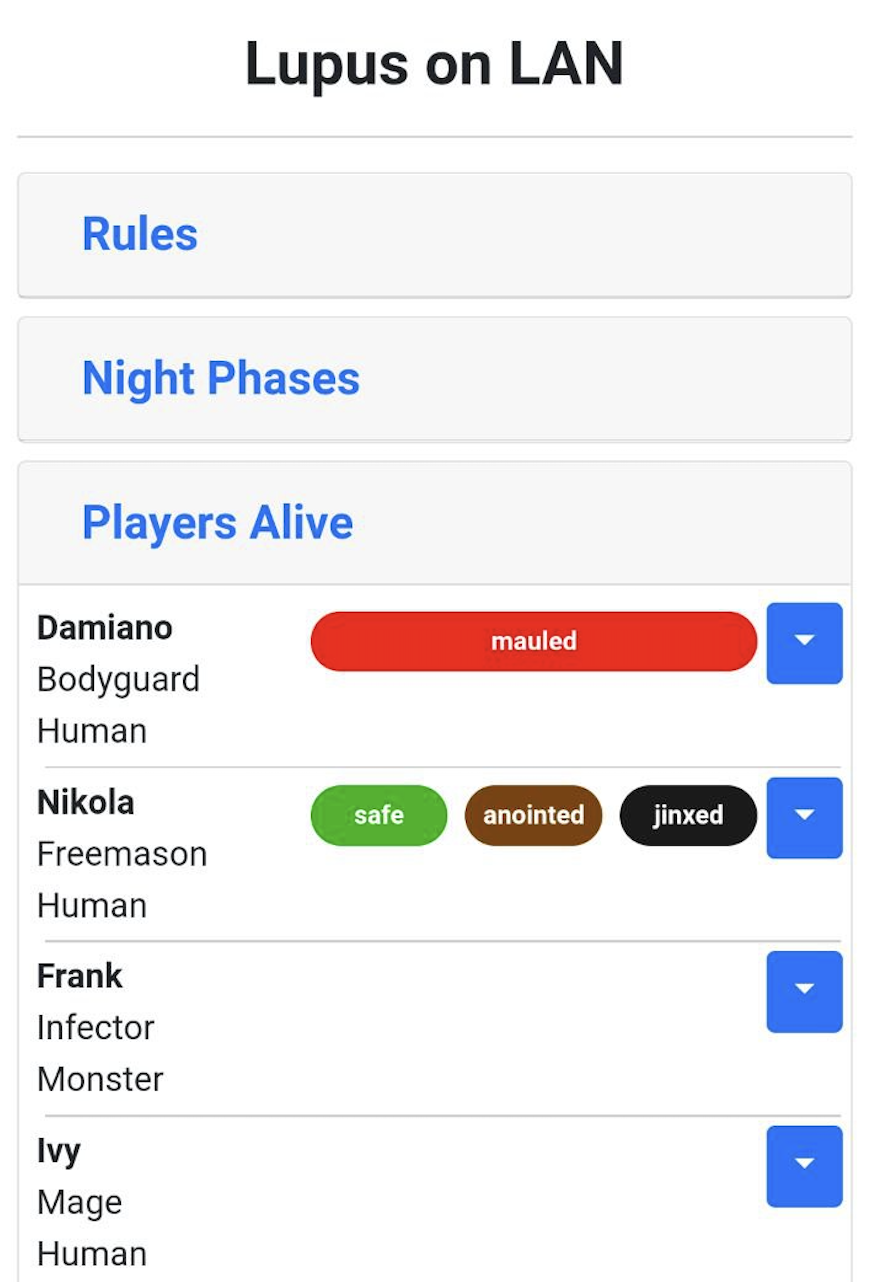 Lupus on LAN
Rules
Night Phases
Players Alive
Damiano
mauled
Bodyguard
Human
Nikola
safe anointed jinxed
Freemason
Human
Frank
Infector
Monster
Ivy
Mage
Human